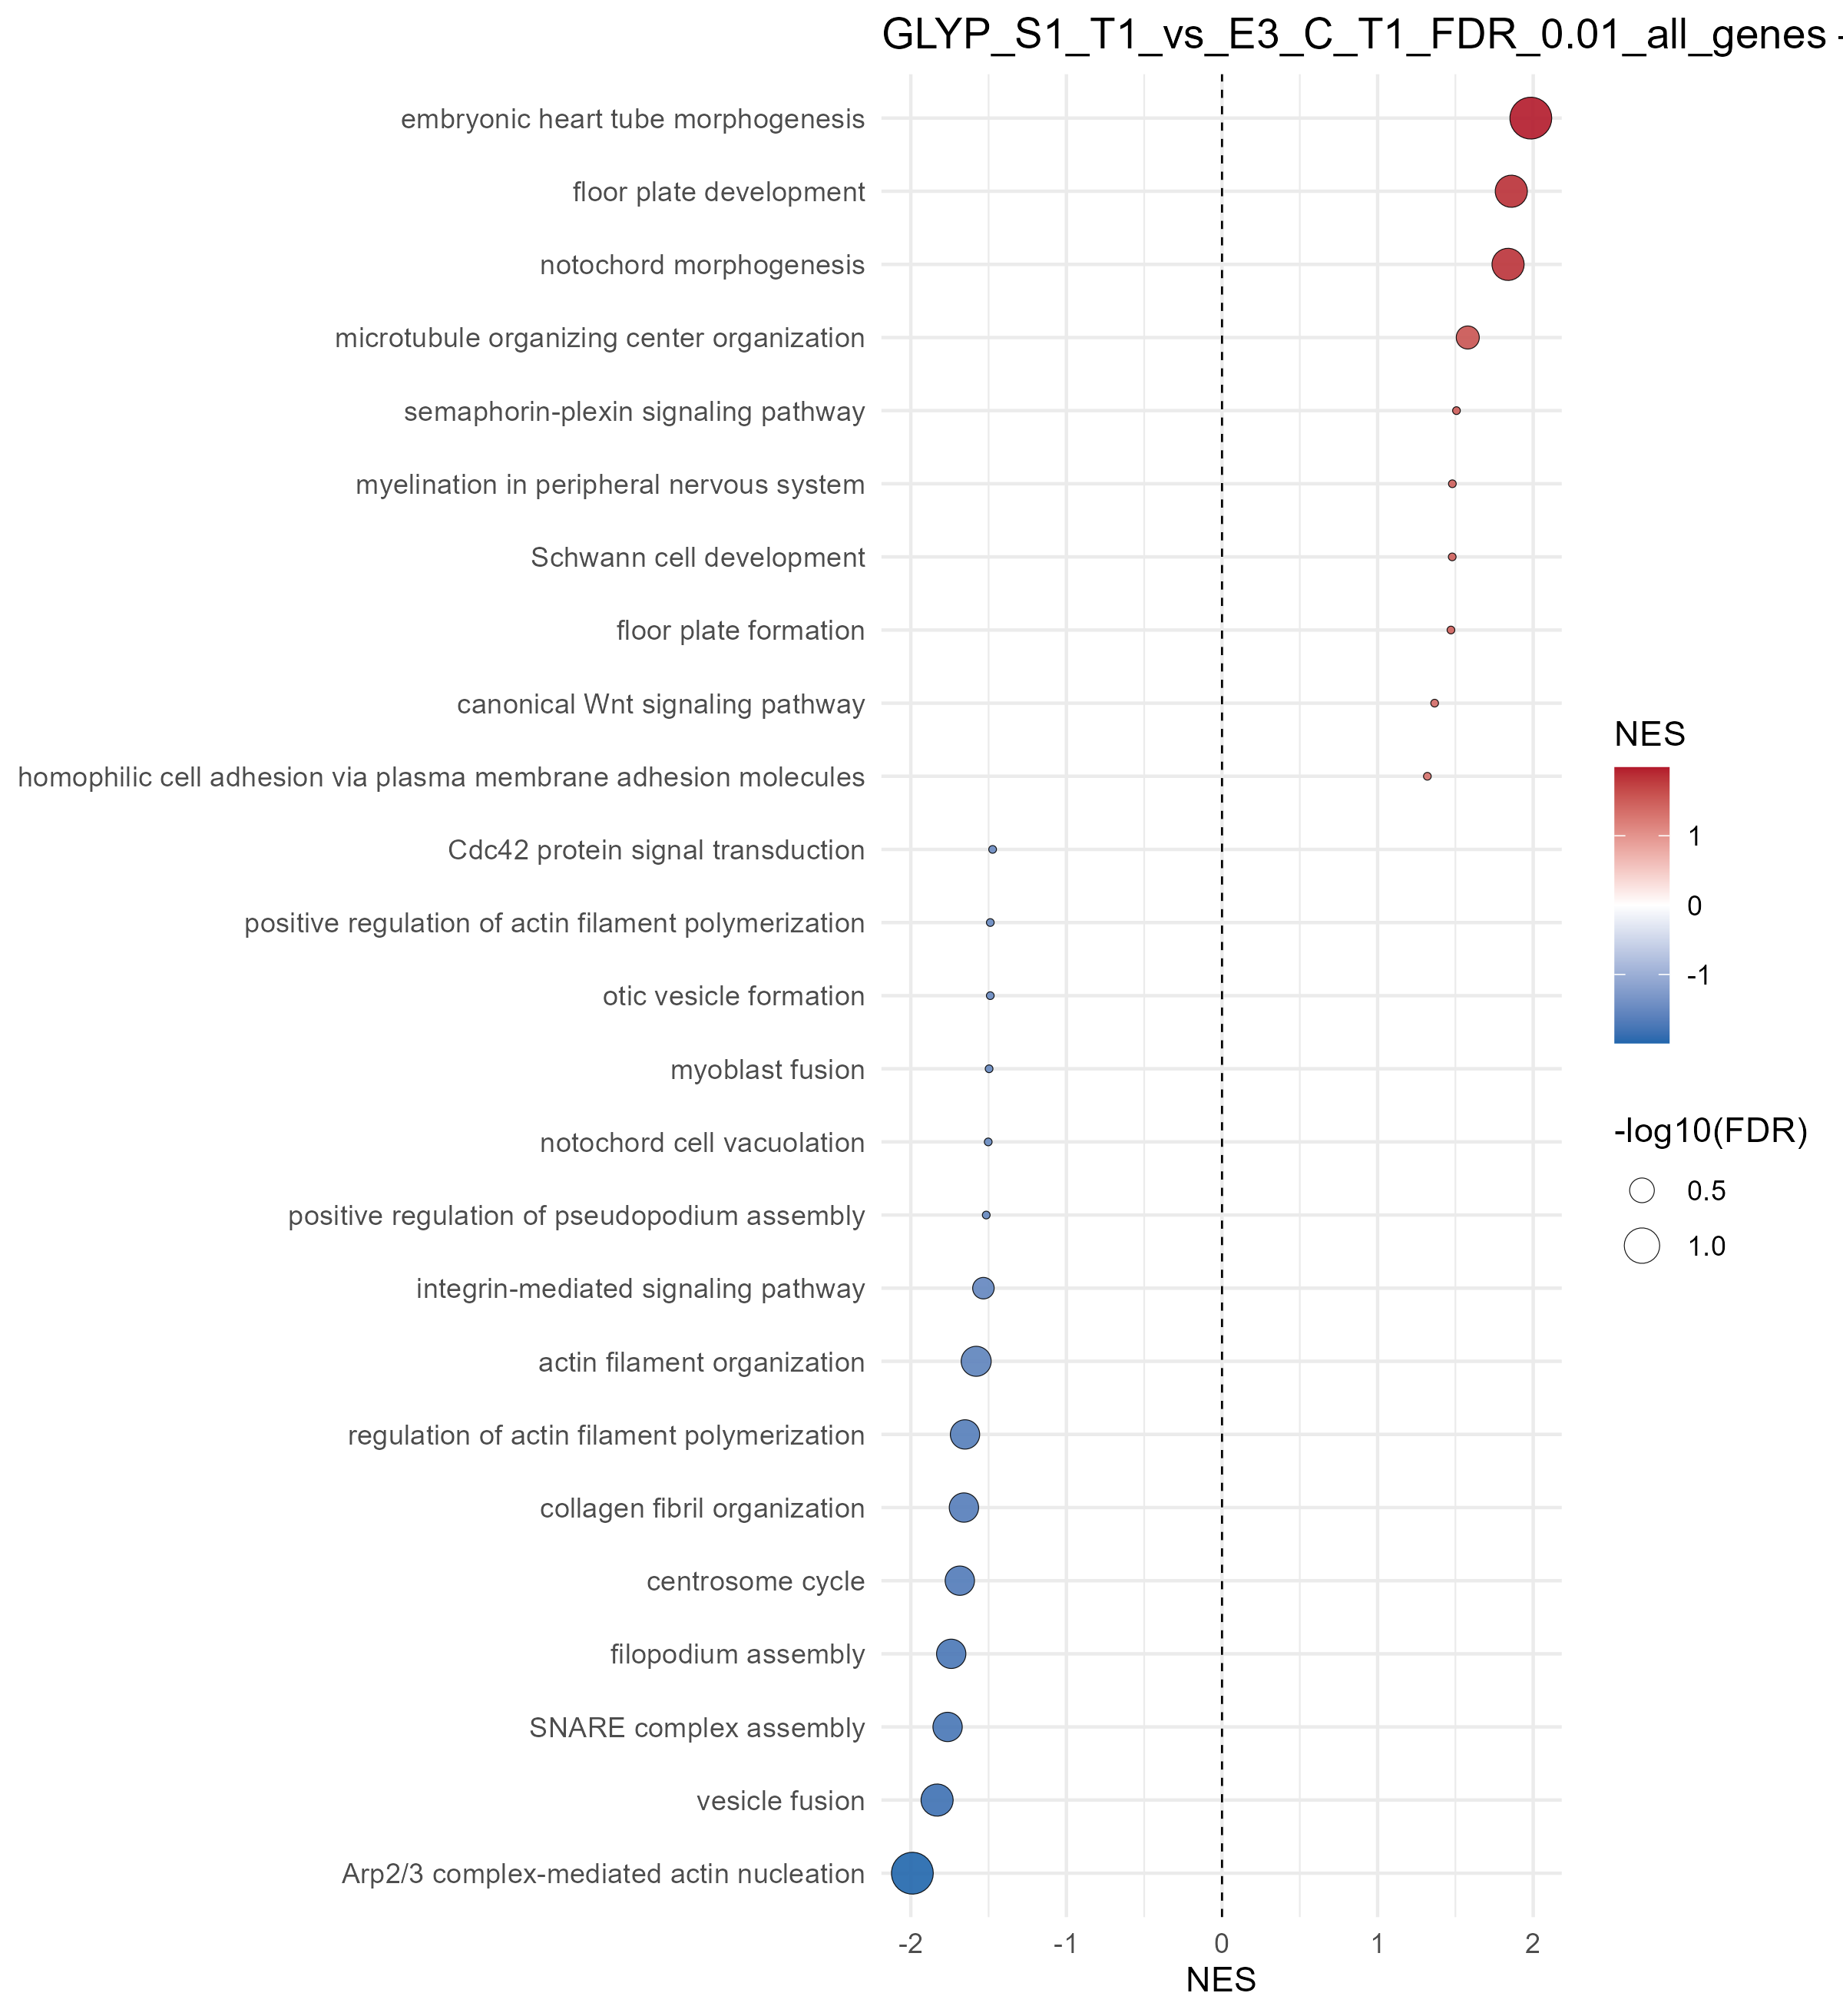 GLYP_S1_T1_vs_E3_C_T1_FDR_0.01_all_genes -
embryonic heart tube morphogenesis
floor plate development
notochord morphogenesis
microtubule organizing center organization
semaphorin-plexin signaling pathway
myelination in peripheral nervous system
Schwann cell development
floor plate formation
canonical Wnt signaling pathway
homophilic cell adhesion via plasma membrane adhesion molecules
Cdc42 protein signal transduction
positive regulation of actin filament polymerization
otic vesicle formation
myoblast fusion
notochord cell vacuolation
positive regulation of pseudopodium assembly
integrin-mediated signaling pathway
actin filament organization
regulation of actin filament polymerization
collagen fibril organization
centrosome cycle
filopodium assembly
SNARE complex assembly
vesicle fusion
Arp2/3 complex-mediated actin nucleation
-2 -1 0 1 2
NES
NES
1
0
-1
-log10(FDR)
0.5
1.0